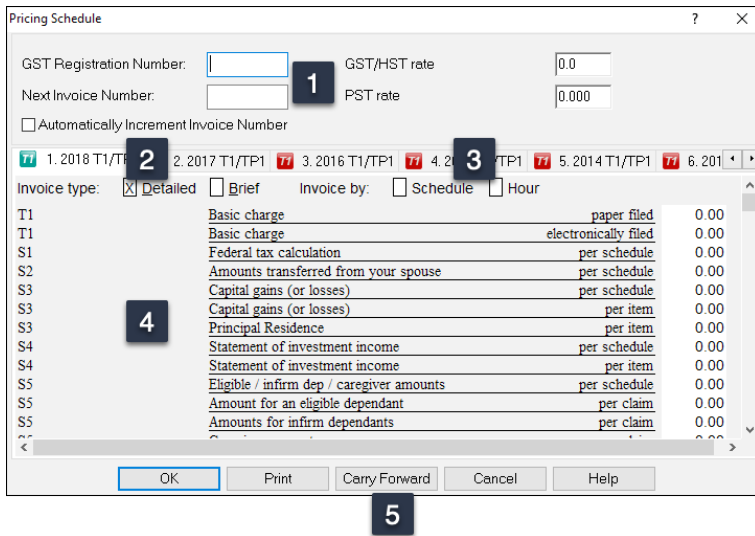 Pricing Schedule ? X
GST Registration Number: 1 GST/HST rate 0.0
Next Invoice Number: PST rate 0.000
Automatically Increment Invoice Number
T1 1. 2018 T1/TP1 2 2. 2017 T1/TP1 T1 3. 2016 T1/TP1 T1 4. 3 TP1 T1 5. 2014 T1/TP1 T1 6. 201
Invoice type: X Detailed Brief Invoice by: Schedule Hour
T1 Basic charge paper filed 0.00
T1 Basic charge electronically filed 0.00
S1 Federal tax calculation per schedule 0.00
S2 Amounts transferred from your spouse per schedule 0.00
S3 Capital gains (or losses) per schedule 0.00
S3 Capital gains (or losses) per item 0.00
S3 4 Principal Residence per item 0.00
S4 Statement of investment income per schedule 0.00
S4 Statement of investment income per item 0.00
S5 Eligible / infirm dep / caregiver amounts per schedule 0.00
S5 Amount for an eligible dependant per claim 0.00
S5 Amounts for infirm dependants per claim 0.00
OK Print Carry Forward Cancel Help
5